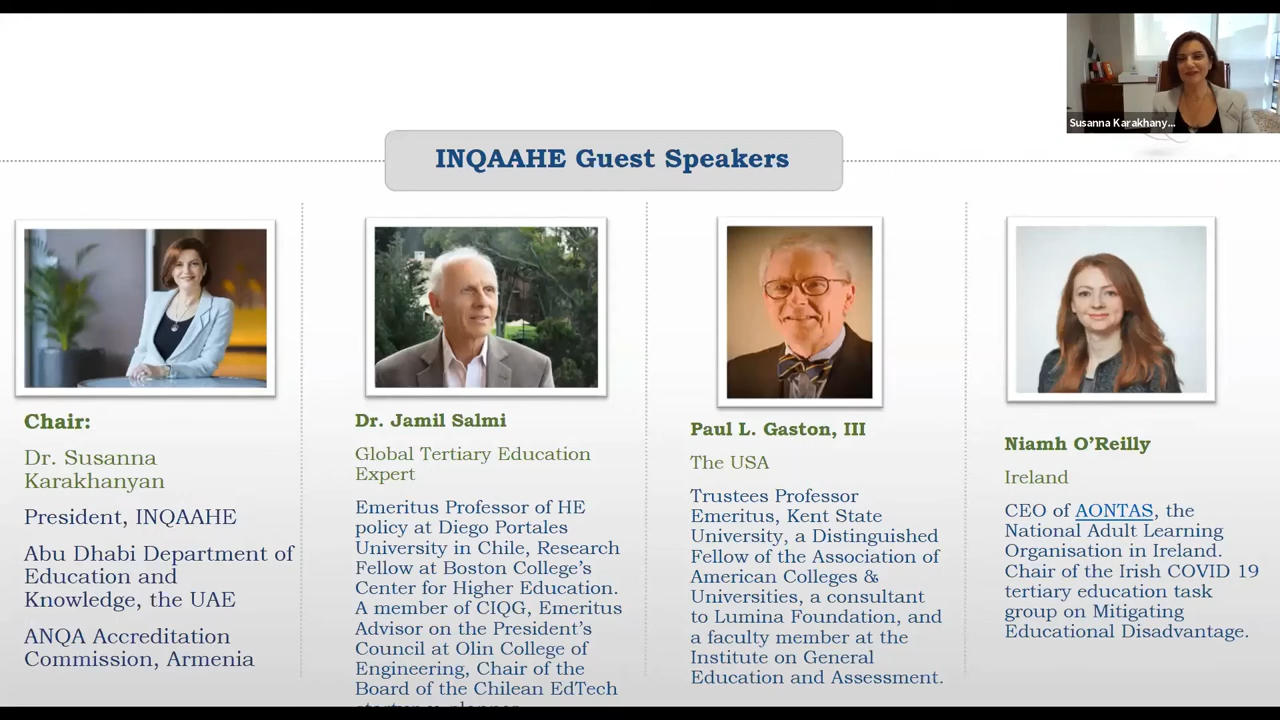 Susanna Karakhany...
INQAAHE Guest Speakers
Chair:
Dr. Susanna
Karakhanyan
President, INQAAHE
Abu Dhabi Department of
Education and
Knowledge, the UAE
ANQA Accreditation
Commission, Armenia
Dr. Jamil Salmi
Global Tertiary Education
Expert
Emeritus Professor of HE
policy at Diego Portales
University in Chile, Research
Fellow at Boston College's
Center for Higher Education.
A member of CIQG, Emeritus
Advisor on the President's
Council at Olin College of
Engineering, Chair of the
Board of the Chilean EdTech
Paul L. Gaston, III
The USA
Trustees Professor
Emeritus, Kent State
University, a Distinguished
Fellow of the Association of
American Colleges &
Universities, a consultant
to Lumina Foundation, and
a faculty member at the
Institute on General
Education and Assessment.
Niamh O'Reilly
Ireland
CEO of AONTAS, the
National Adult Learning
Organisation in Ireland.
Chair of the Irish COVID 19
tertiary education task
group on Mitigating
Educational Disadvantage.